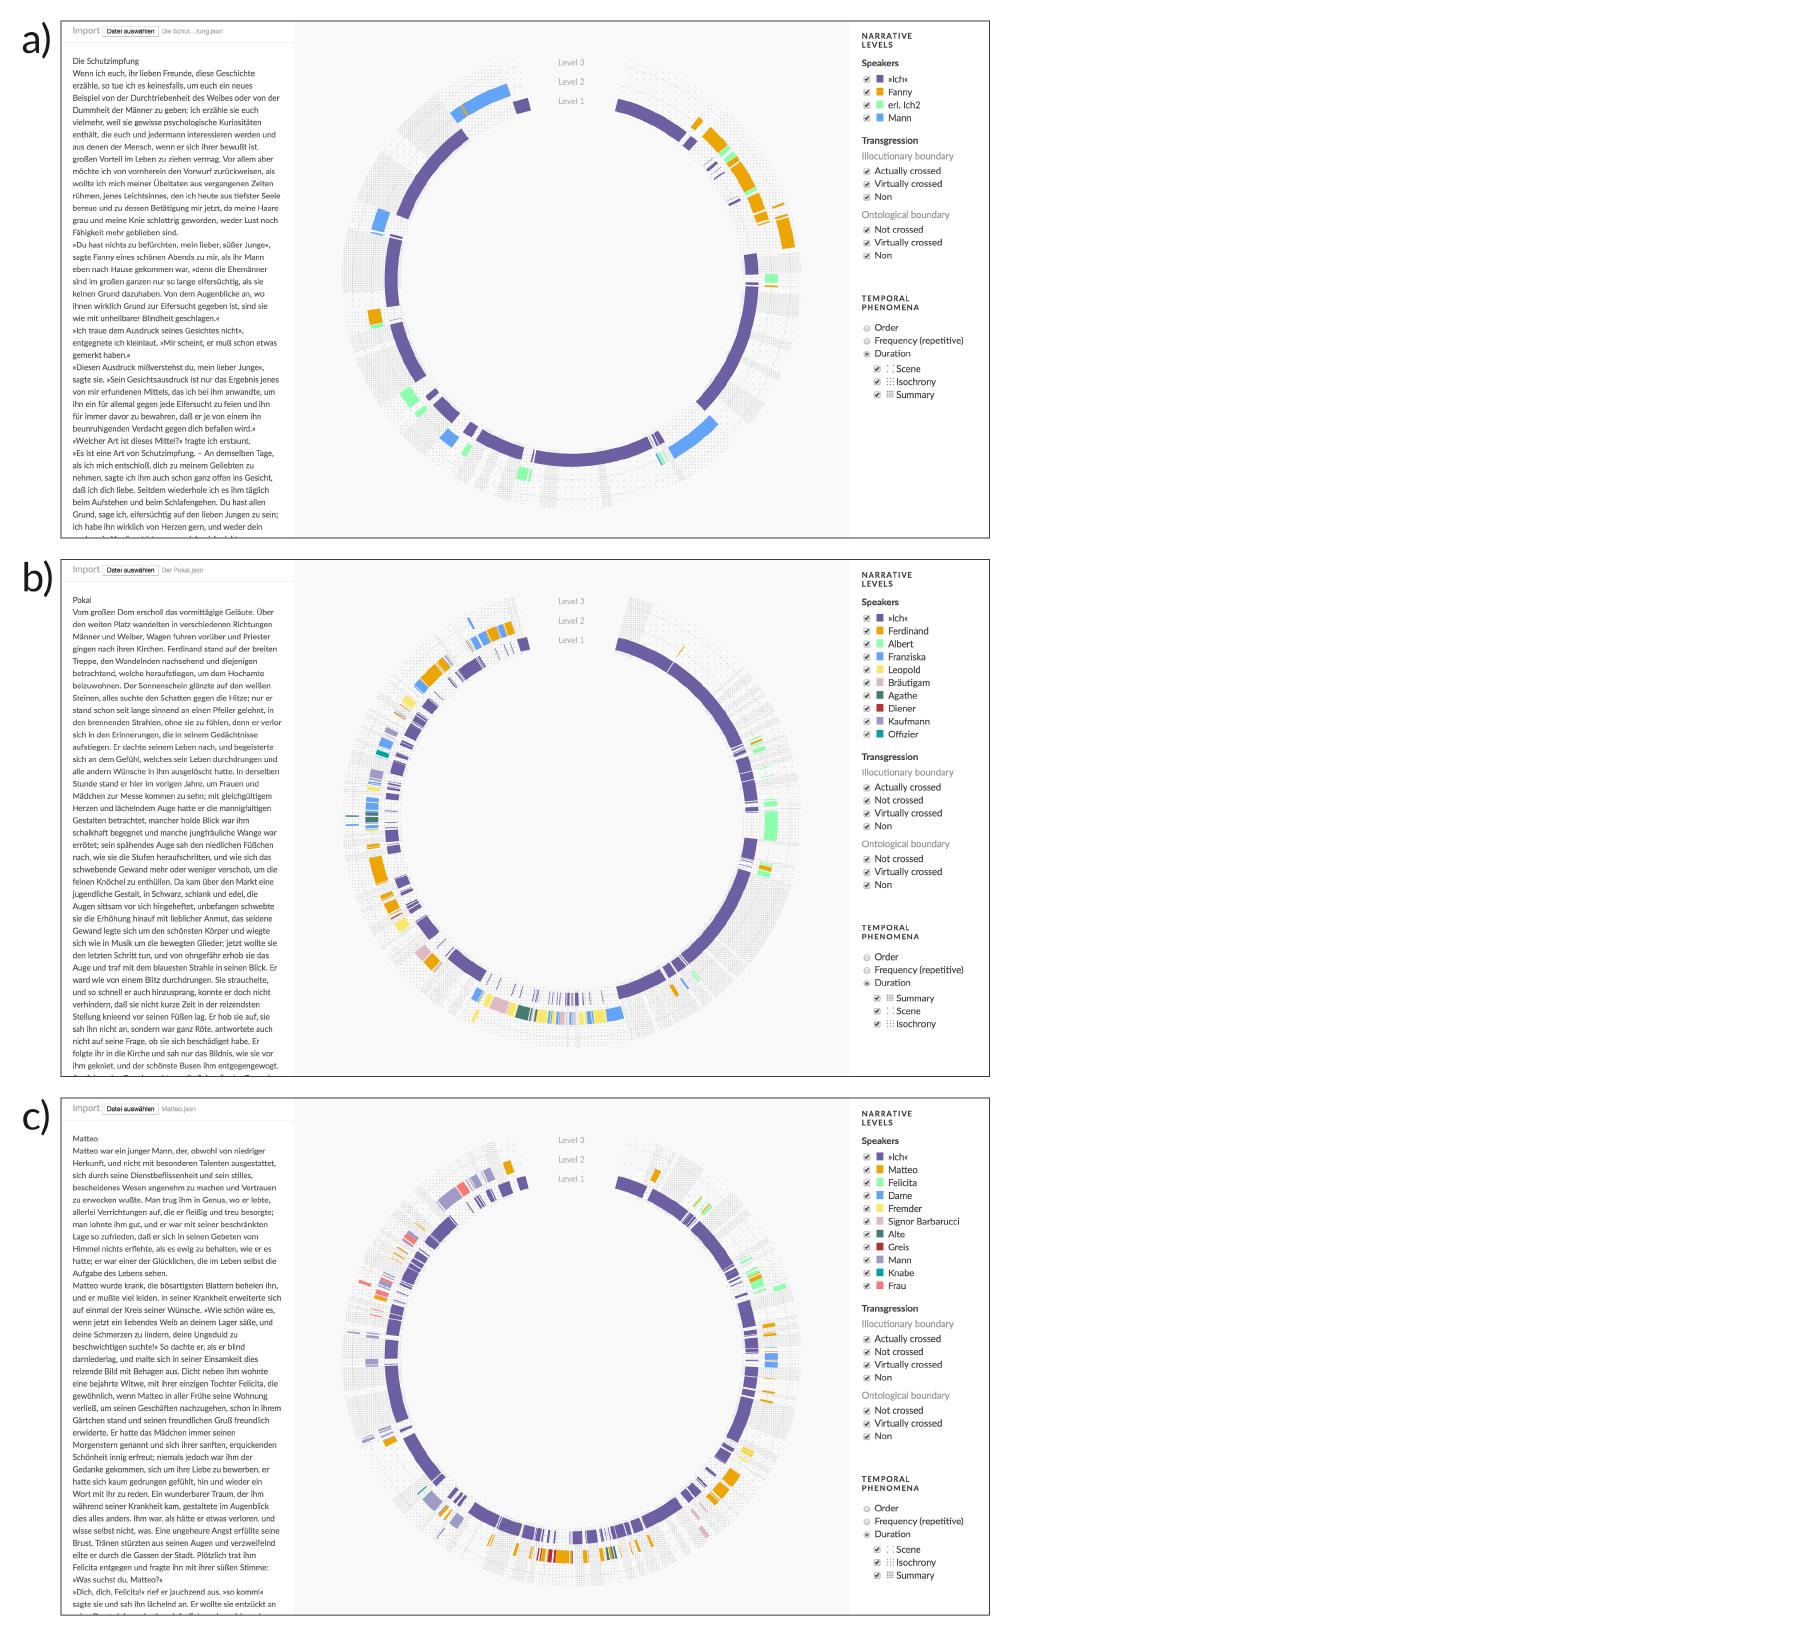 a)
Import Datei auswählen Die Schut...fung.json
Die Schutzimpfung
Wenn ich euch, ihr lieben Freunde, diese Geschichte
erzähle, so tue ich es keinesfalls, um euch ein neues
Beispiel von der Durchtriebenheit des Weibes oder von der
Dummheit der Männer zu geben; ich erzähle sie euch
vielmehr, weil sie gewisse psychologische Kuriositäten
enthält, die euch und jedermann interessieren werden und
aus denen der Mensch, wenn er sich ihrer bewußt ist,
großen Vorteil im Leben zu ziehen vermag. Vor allem aber
möchte ich von vornherein den Vorwurf zurückweisen, als
wollte ich mich meiner Übeltaten aus vergangenen Zeiten
rühmen, jenes Leichtsinnes, den ich heute aus tiefster Seele
bereue und zu dessen Betätigung mir jetzt, da meine Haare
grau und meine Knie schlottrig geworden, weder Lust noch
Fähigkeit mehr geblieben sind.
»Du hast nichts zu befürchten, mein lieber, süßer Junge«,
sagte Fanny eines schönen Abends zu mir, als ihr Mann
eben nach Hause gekommen war, »denn die Ehemänner
sind im großen ganzen nur so lange eifersüchtig, als sie
keinen Grund dazuhaben. Von dem Augenblicke an, wo
ihnen wirklich Grund zur Eifersucht gegeben ist, sind sie
wie mit unheilbarer Blindheit geschlagen.«
»Ich traue dem Ausdruck seines Gesichtes nicht«,
entgegnete ich kleinlaut. »Mir scheint, er muß schon etwas
gemerkt haben.«
»Diesen Ausdruck mißverstehst du, mein lieber Junge«,
sagte sie. »Sein Gesichtsausdruck ist nur das Ergebnis jenes
von mir erfundenen Mittels, das ich bei ihm anwandte, um
ihn ein für allemal gegen jede Eifersucht zu feien und ihn
für immer davor zu bewahren, daß er je von einem ihn
beunruhigenden Verdacht gegen dich befallen wird.«
»Welcher Art ist dieses Mittel?« fragte ich erstaunt.
»Es ist eine Art von Schutzimpfung. – An demselben Tage,
als ich mich entschloß, dich zu meinem Geliebten zu
nehmen, sagte ich ihm auch schon ganz offen ins Gesicht,
daß ich dich liebe. Seitdem wiederhole ich es ihm täglich
beim Aufstehen und beim Schlafengehen. Du hast allen
Grund, sage ich, eifersüchtig auf den lieben Jungen zu sein;
ich habe ihn wirklich von Herzen gern, und weder dein
Level 3
Level 2
Level 1
NARRATIVE
LEVELS
Speakers
»Ich«
Fanny
erl. Ich2
Mann
Transgression
Illocutionary boundary
Actually crossed
Virtually crossed
Non
Ontological boundary
Not crossed
Virtually crossed
Non
TEMPORAL
PHENOMENA
Order
Frequency (repetitive)
Duration
Scene
Isochrony
Summary
b)
Import Datei auswählen Der Pokal.json
Pokal
Vom großen Dom erscholl das vormittägige Geläute. Über
den weiten Platz wandelten in verschiedenen Richtungen
Männer und Weiber, Wagen fuhren vorüber und Priester
gingen nach ihren Kirchen. Ferdinand stand auf der breiten
Treppe, den Wandelnden nachsehend und diejenigen
betrachtend, welche heraufstiegen, um dem Hochamte
beizuwohnen. Der Sonnenschein glänzte auf den weißen
Steinen, alles suchte den Schatten gegen die Hitze; nur er
stand schon seit lange sinnend an einen Pfeiler gelehnt, in
den brennenden Strahlen, ohne sie zu fühlen, denn er verlor
sich in den Erinnerungen, die in seinem Gedächtnisse
aufstiegen. Er dachte seinem Leben nach, und begeisterte
sich an dem Gefühl, welches sein Leben durchdrungen und
alle andern Wünsche in ihm ausgelöscht hatte. In derselben
Stunde stand er hier im vorigen Jahre, um Frauen und
Mädchen zur Messe kommen zu sehn; mit gleichgültigem
Herzen und lächelndem Auge hatte er die mannigfaltigen
Gestalten betrachtet, mancher holde Blick war ihm
schalkhaft begegnet und manche jungfräuliche Wange war
errötet; sein spähendes Auge sah den niedlichen Füßchen
nach, wie sie die Stufen heraufschritten, und wie sich das
schwebende Gewand mehr oder weniger verschob, um die
feinen Knöchel zu enthüllen. Da kam über den Markt eine
jugendliche Gestalt, in Schwarz, schlank und edel, die
Augen sittsam vor sich hingeheftet, unbefangen schwebte
sie die Erhöhung hinauf mit lieblicher Anmut, das seidene
Gewand legte sich um den schönsten Körper und wiegte
sich wie in Musik um die bewegten Glieder; jetzt wollte sie
den letzten Schritt tun, und von ohngefähr erhob sie das
Auge und traf mit dem blauesten Strahle in seinen Blick. Er
ward wie von einem Blitz durchdrungen. Sie strauchelte,
und so schnell er auch hinzusprang, konnte er doch nicht
verhindern, daß sie nicht kurze Zeit in der reizendsten
Stellung knieend vor seinen Füßen lag. Er hob sie auf, sie
sah ihn nicht an, sondern war ganz Röte, antwortete auch
nicht auf seine Frage, ob sie sich beschädiget habe. Er
folgte ihr in die Kirche und sah nur das Bildnis, wie sie vor
ihm gekniet, und der schönste Busen ihm entgegengewogt.
Level 3
Level 2
Level 1
NARRATIVE
LEVELS
Speakers
»Ich«
Ferdinand
Albert
Franziska
Leopold
Bräutigam
Agathe
Diener
Kaufmann
Offizier
Transgression
Illocutionary boundary
Actually crossed
Not crossed
Virtually crossed
Non
Ontological boundary
Not crossed
Virtually crossed
Non
TEMPORAL
PHENOMENA
Order
Frequency (repetitive)
Duration
Summary
Scene
Isochrony
c)
Import Datei auswählen Matteo.json
Matteo
Matteo war ein junger Mann, der, obwohl von niedriger
Herkunft, und nicht mit besonderen Talenten ausgestattet,
sich durch seine Dienstbeflissenheit und sein stilles,
bescheidenes Wesen angenehm zu machen und Vertrauen
zu erwecken wußte. Man trug ihm in Genua, wo er lebte,
allerlei Verrichtungen auf, die er fleißig und treu besorgte;
man lohnte ihm gut, und er war mit seiner beschränkten
Lage so zufrieden, daß er sich in seinen Gebeten vom
Himmel nichts erflehte, als es ewig zu behalten, wie er es
hatte; er war einer der Glücklichen, die im Leben selbst die
Aufgabe des Lebens sehen.
Matteo wurde krank, die bösartigsten Blattern befielen ihn,
und er mußte viel leiden. In seiner Krankheit erweiterte sich
auf einmal der Kreis seiner Wünsche. »Wie schön wäre es,
wenn jetzt ein liebendes Weib an deinem Lager säße, und
deine Schmerzen zu lindern, deine Ungeduld zu
beschwichtigen suchte!« So dachte er, als er blind
darniederlag, und malte sich in seiner Einsamkeit dies
reizende Bild mit Behagen aus. Dicht neben ihm wohnte
eine bejahrte Witwe, mit ihrer einzigen Tochter Felicita, die
gewöhnlich, wenn Matteo in aller Frühe seine Wohnung
verließ, um seinen Geschäften nachzugehen, schon in ihrem
Gärtchen stand und seinen freundlichen Gruß freundlich
erwiderte. Er hatte das Mädchen immer seinen
Morgenstern genannt und sich ihrer sanften, erquickenden
Schönheit innig erfreut; niemals jedoch war ihm der
Gedanke gekommen, sich um ihre Liebe zu bewerben, er
hatte sich kaum gedrungen gefühlt, hin und wieder ein
Wort mit ihr zu reden. Ein wunderbarer Traum, der ihm
während seiner Krankheit kam, gestaltete im Augenblick
dies alles anders. Ihm war, als hätte er etwas verloren, und
wisse selbst nicht, was. Eine ungeheure Angst erfüllte seine
Brust, Tränen stürzten aus seinen Augen und verzweifelnd
eilte er durch die Gassen der Stadt. Plötzlich trat ihm
Felicita entgegen und fragte ihn mit ihrer süßen Stimme:
»Was suchst du, Matteo?«
»Dich, dich, Felicita!« rief er jauchzend aus. »so komm!«
sagte sie und sah ihn lächelnd an. Er wollte sie entzückt an
Level 3
Level 2
Level 1
NARRATIVE
LEVELS
Speakers
»Ich«
Matteo
Felicita
Dame
Fremder
Signor Barbarucci
Alte
Greis
Mann
Knabe
Frau
Transgression
Illocutionary boundary
Actually crossed
Not crossed
Virtually crossed
Non
Ontological boundary
Not crossed
Virtually crossed
Non
TEMPORAL
PHENOMENA
Order
Frequency (repetitive)
Duration
Scene
Isochrony
Summary